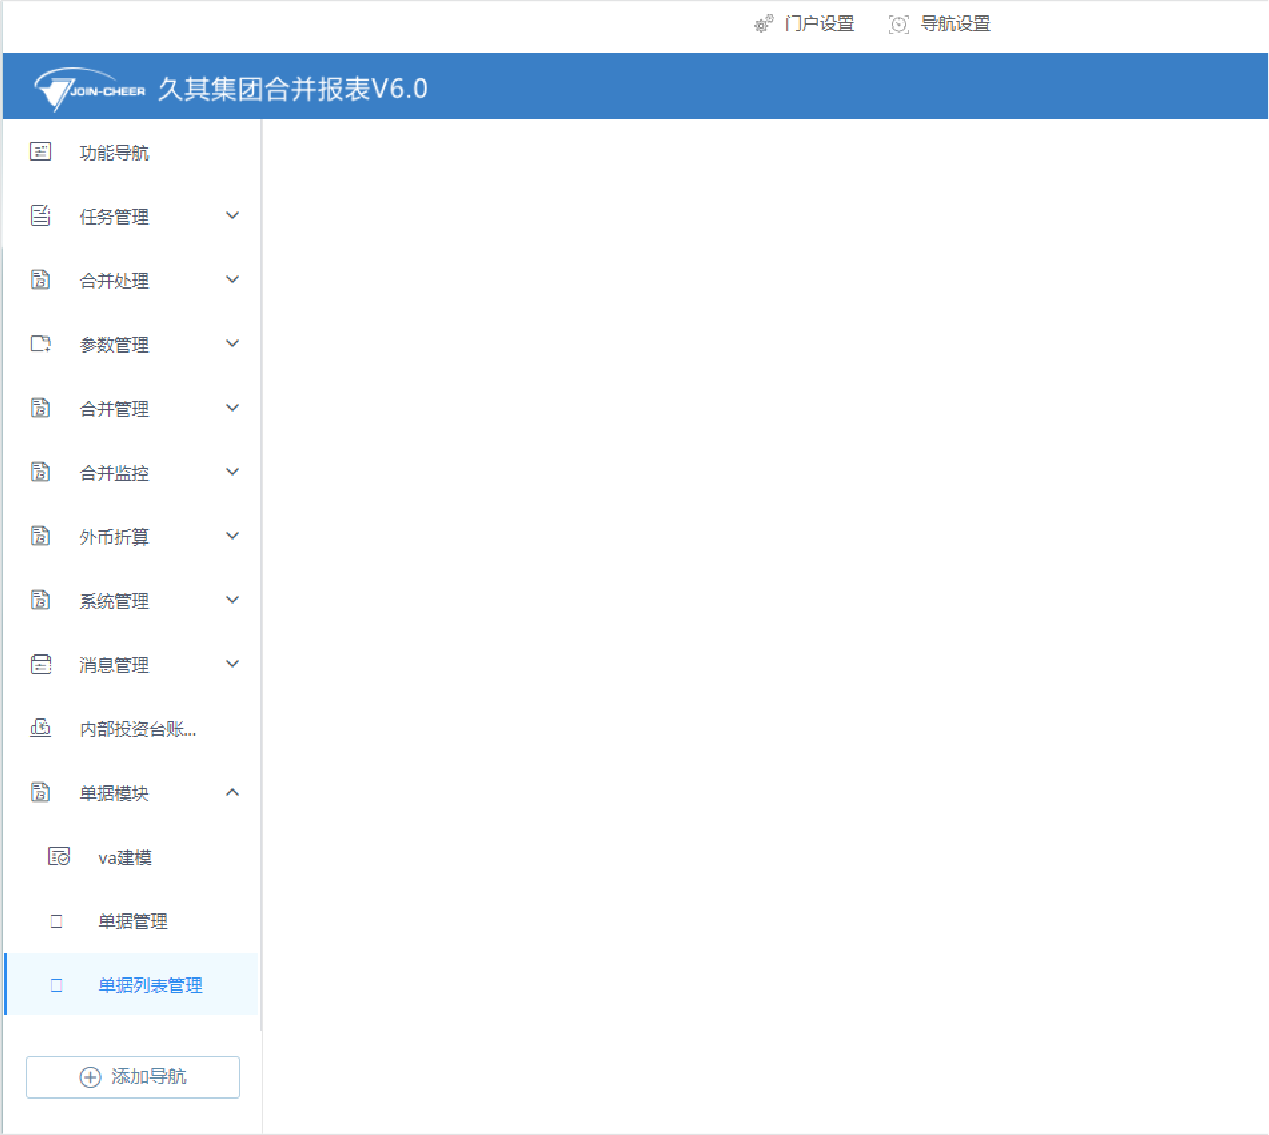 门户设置 导航设置
JOIN-CHEER 久其集团合并报表V6.0
功能导航
任务管理
合并处理
参数管理
合并管理
合并监控
外币折算
系统管理
消息管理
内部投资台账...
单据模块
va建模
单据管理
单据列表管理
添加导航